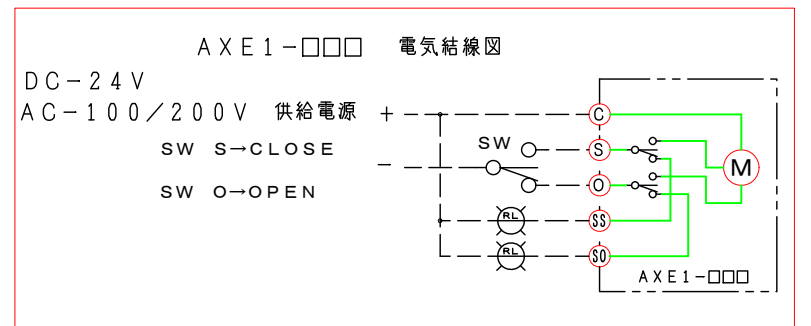 AXE1-□□□ 電気結線図
DC-24V
AC-100/200V 供給電源 +
C
SW S→CLOSE
SW
S
-
M
SW O→OPEN
O
RL
SS
RL
SO
AXE1-□□□